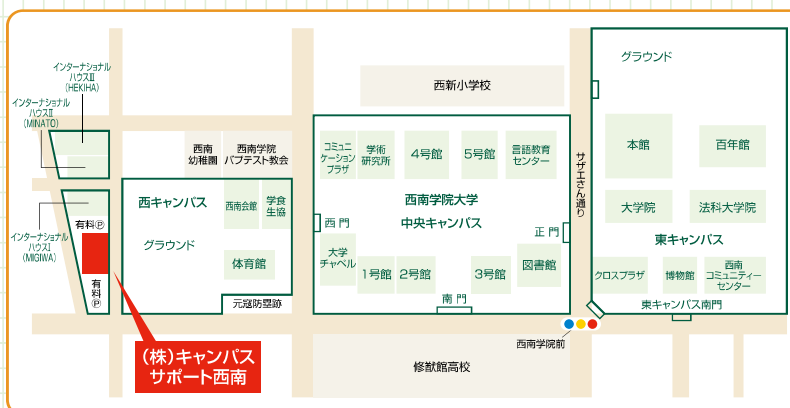 インターナショナル
ハウスII
(HEKIHA)
インターナショナル
ハウスII
(MINATO)
インターナショナル
ハウスI
(MIGIWA)
有料Ⓟ
有
料
Ⓟ
西南
幼稚園
西南学院
バプテスト教会
西キャンパス
西南会館
学食
生協
グラウンド
体育館
元寇防塁跡
(株)キャンパス
サポート西南
西新小学校
コミュニ
ケーション
プラザ
学術
研究所
4号館
5号館
言語教育
センター
西南学院大学
中央キャンパス
西門
正門
大学
チャペル
1号館
2号館
3号館
図書館
南門
修猷館高校
サザエさん通り
西南学院前
グラウンド
本館
百年館
大学院
法科大学院
東キャンパス
クロスプラザ
博物館
西南
コミュニティー
センター
東キャンパス南門